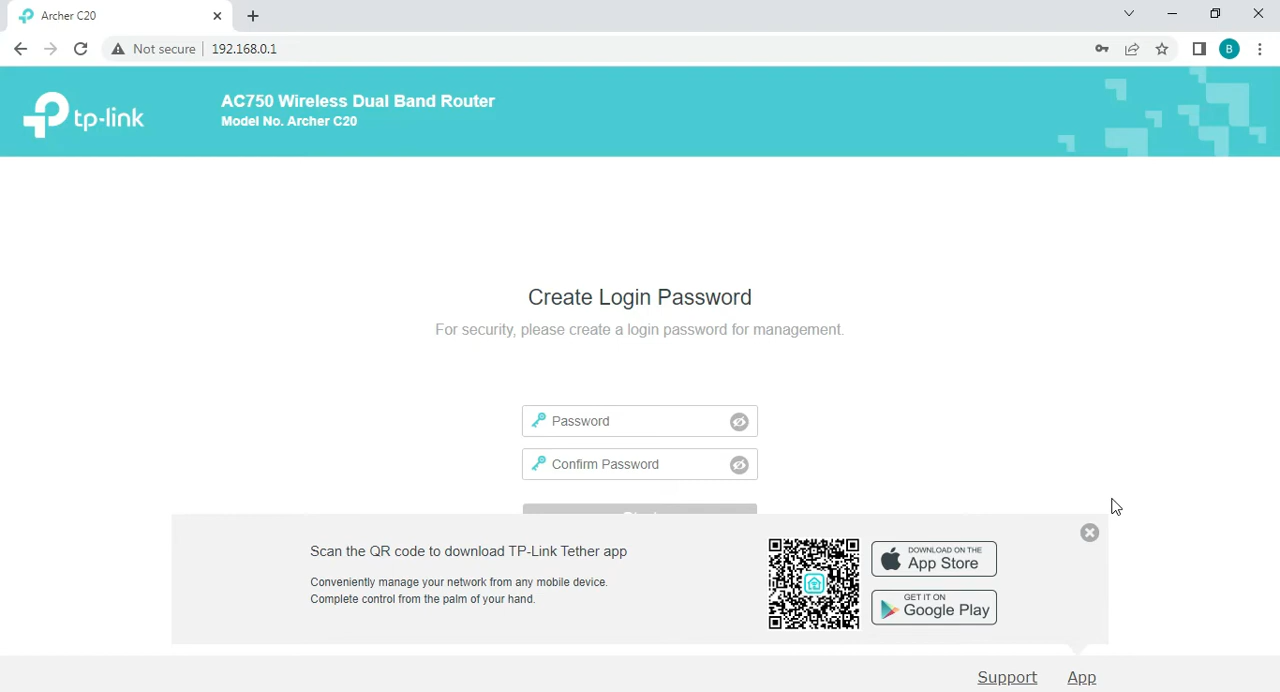 Archer C20
Not secure
192.168.0.1
B
tp-link
AC750 Wireless Dual Band Router
Model No. Archer C20
Create Login Password
For security, please create a login password for management.
Password
Confirm Password
Scan the QR code to download TP-Link Tether app
Conveniently manage your network from any mobile device.
Complete control from the palm of your hand.
DOWNLOAD ON THE
App Store
GET IT ON
Google Play
Support
App